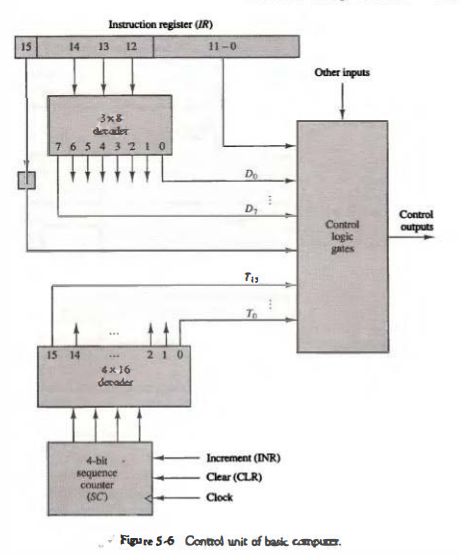 Instruction register (IR)
15 14 13 12 11-0
Other inputs
3x8
decoder
7 6 5 4 3 2 1 0
I
D0
⋮
D7
Control
logic
gates
Control
outputs
T15
⋮
T0
...
15 14 ... 2 1 0
4 x 16
decoder
4-bit
sequence
counter
(SC)
Increment (INR)
Clear (CLR)
Clock
Figure 5-6 Control unit of basic computer.